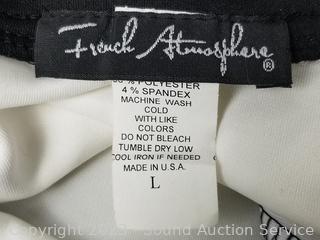 French Atmosphere ®
% POLYESTER
4 % SPANDEX
MACHINE WASH
COLD
WITH LIKE
COLORS
DO NOT BLEACH
TUMBLE DRY LOW
COOL IRON IF NEEDED
MADE IN U.S.A.
L
Copyright 2023 - Sound Auction Service